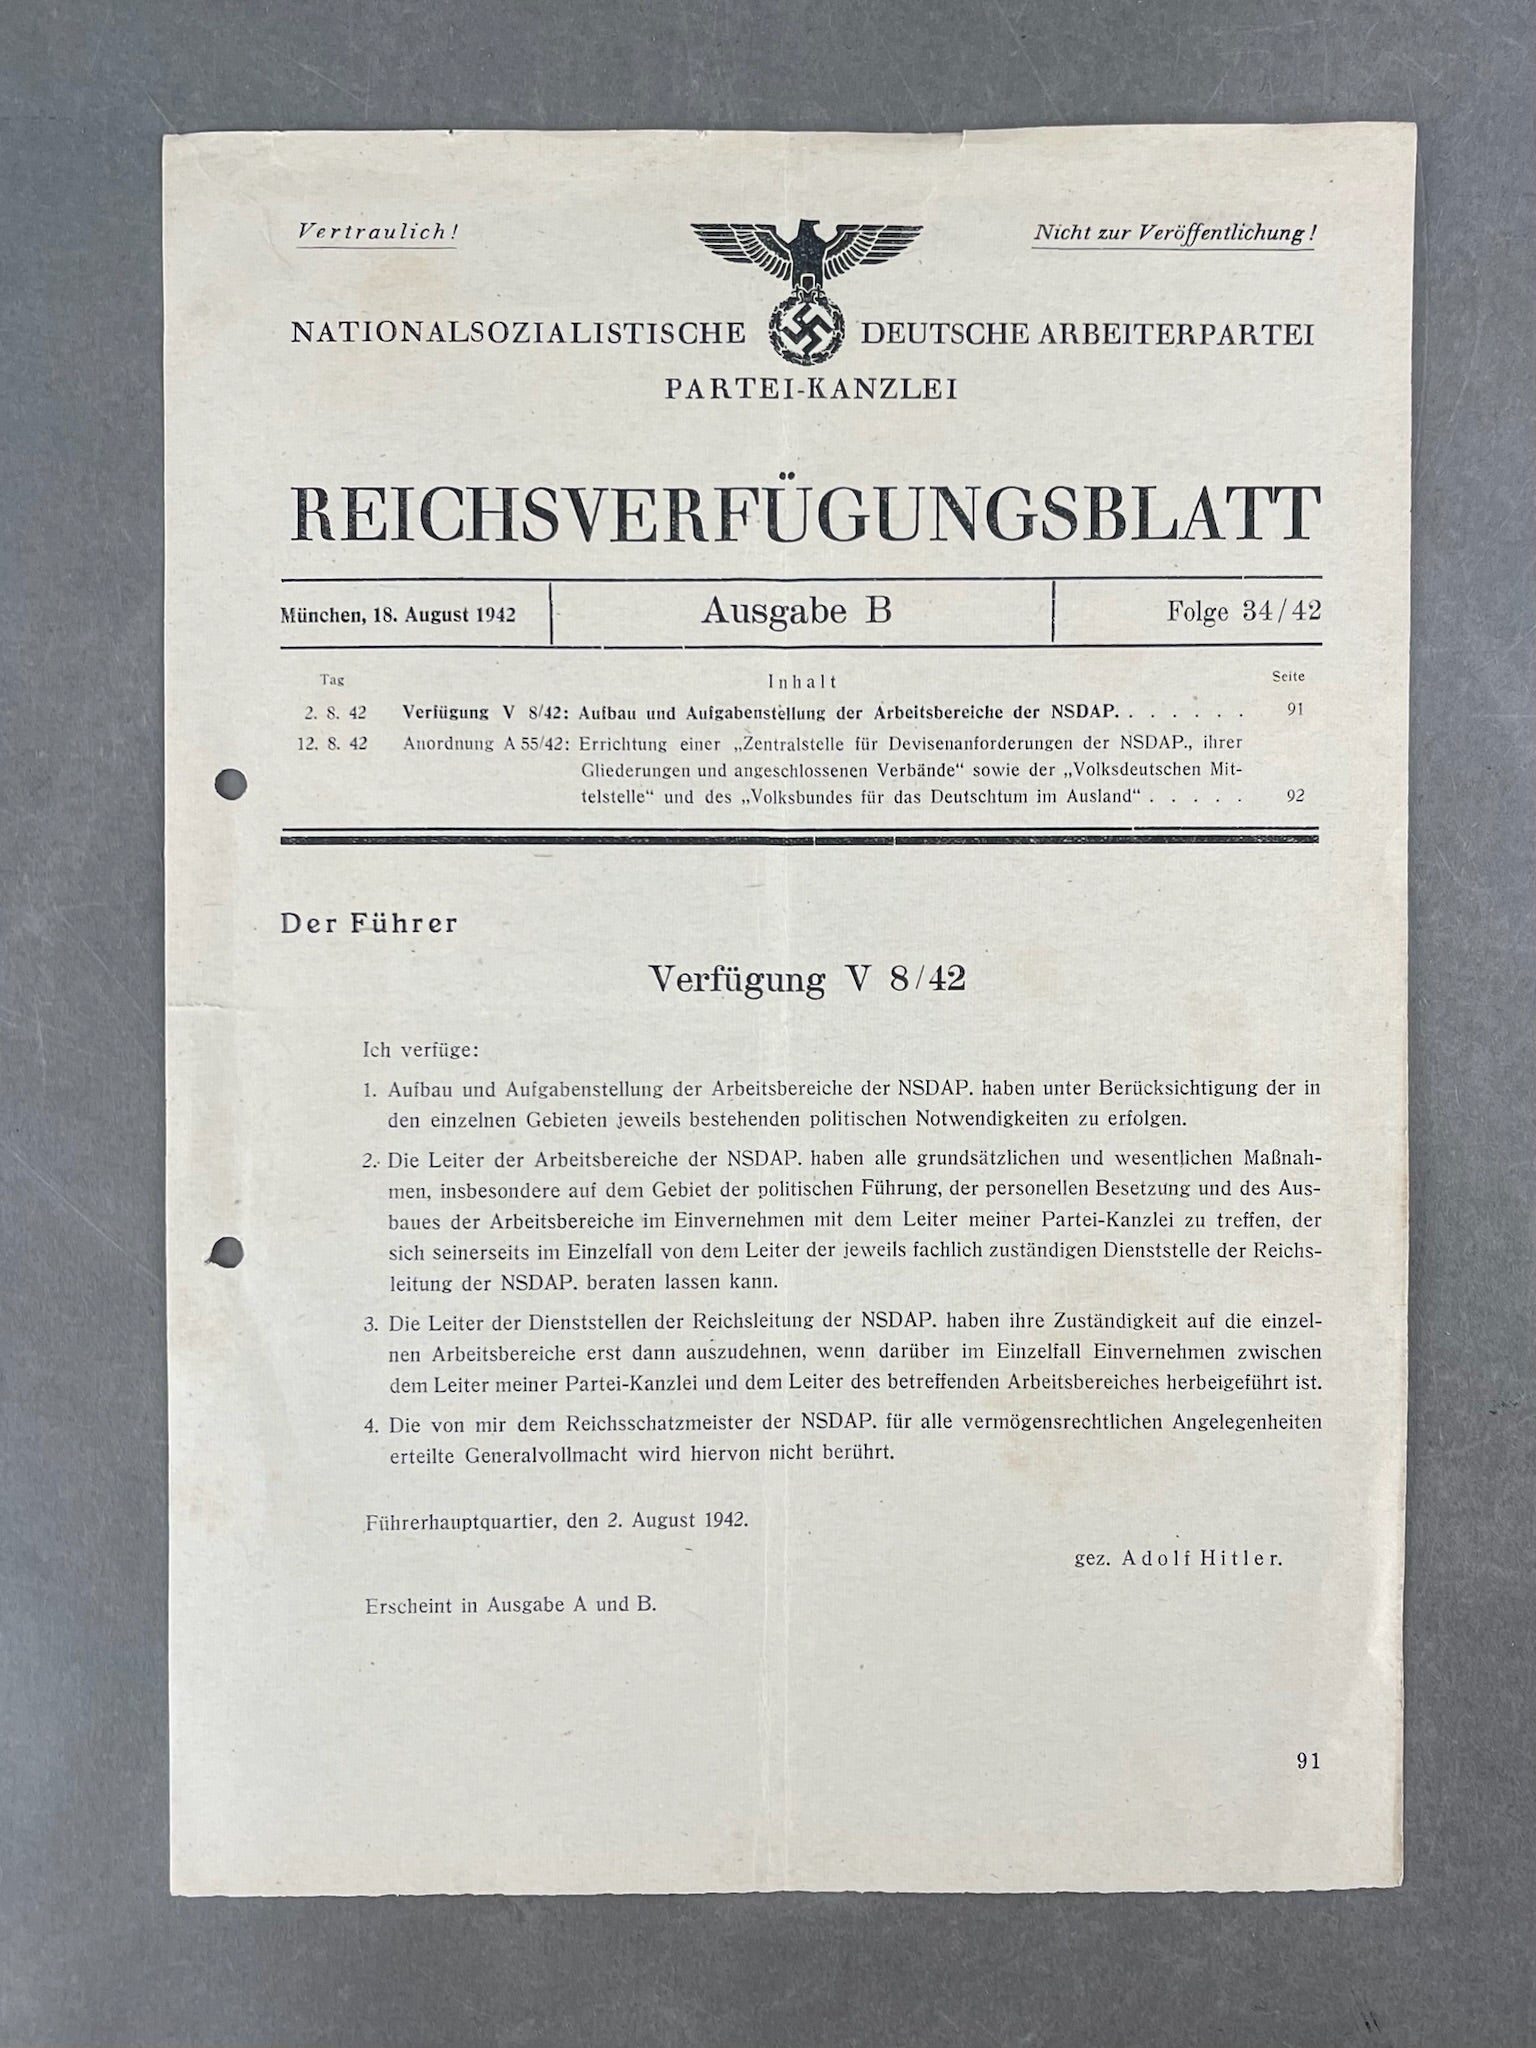 Vertraulich!
Nicht zur Veröffentlichung!
NATIONALSOZIALISTISCHE DEUTSCHE ARBEITERPARTEI
PARTEI-KANZLEI
REICHSVERFÜGUNGSBLATT
München, 18. August 1942 Ausgabe B Folge 34/42
Tag Inhalt Seite
2. 8. 42 Verfügung V 8/42: Aufbau und Aufgabenstellung der Arbeitsbereiche der NSDAP. . . . . . . 91
12. 8. 42 Anordnung A 55/42: Errichtung einer „Zentralstelle für Devisenanforderungen der NSDAP., ihrer
Gliederungen und angeschlossenen Verbände“ sowie der „Volksdeutschen Mit-
telstelle“ und des „Volksbundes für das Deutschtum im Ausland“ . . . . . 92
Der Führer
Verfügung V 8/42
Ich verfüge:
1. Aufbau und Aufgabenstellung der Arbeitsbereiche der NSDAP. haben unter Berücksichtigung der in
den einzelnen Gebieten jeweils bestehenden politischen Notwendigkeiten zu erfolgen.
2. Die Leiter der Arbeitsbereiche der NSDAP. haben alle grundsätzlichen und wesentlichen Maßnah-
men, insbesondere auf dem Gebiet der politischen Führung, der personellen Besetzung und des Aus-
baues der Arbeitsbereiche im Einvernehmen mit dem Leiter meiner Partei-Kanzlei zu treffen, der
sich seinerseits im Einzelfall von dem Leiter der jeweils fachlich zuständigen Dienststelle der Reichs-
leitung der NSDAP. beraten lassen kann.
3. Die Leiter der Dienststellen der Reichsleitung der NSDAP. haben ihre Zuständigkeit auf die einzel-
nen Arbeitsbereiche erst dann auszudehnen, wenn darüber im Einzelfall Einvernehmen zwischen
dem Leiter meiner Partei-Kanzlei und dem Leiter des betreffenden Arbeitsbereiches herbeigeführt ist.
4. Die von mir dem Reichsschatzmeister der NSDAP. für alle vermögensrechtlichen Angelegenheiten
erteilte Generalvollmacht wird hiervon nicht berührt.
Führerhauptquartier, den 2. August 1942.
gez. Adolf Hitler.
Erscheint in Ausgabe A und B.
91